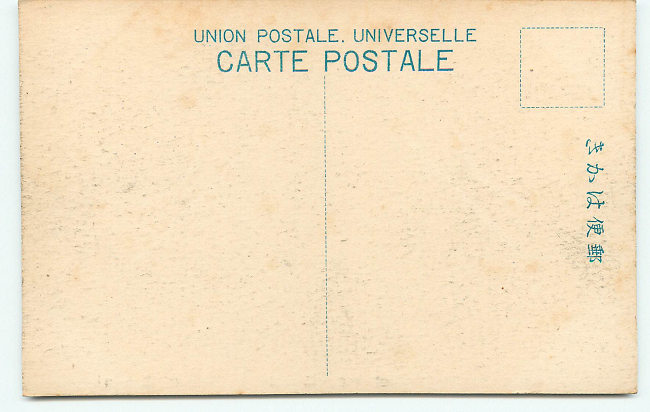 UNION POSTALE. UNIVERSELLE
CARTE POSTALE
郵便はかき